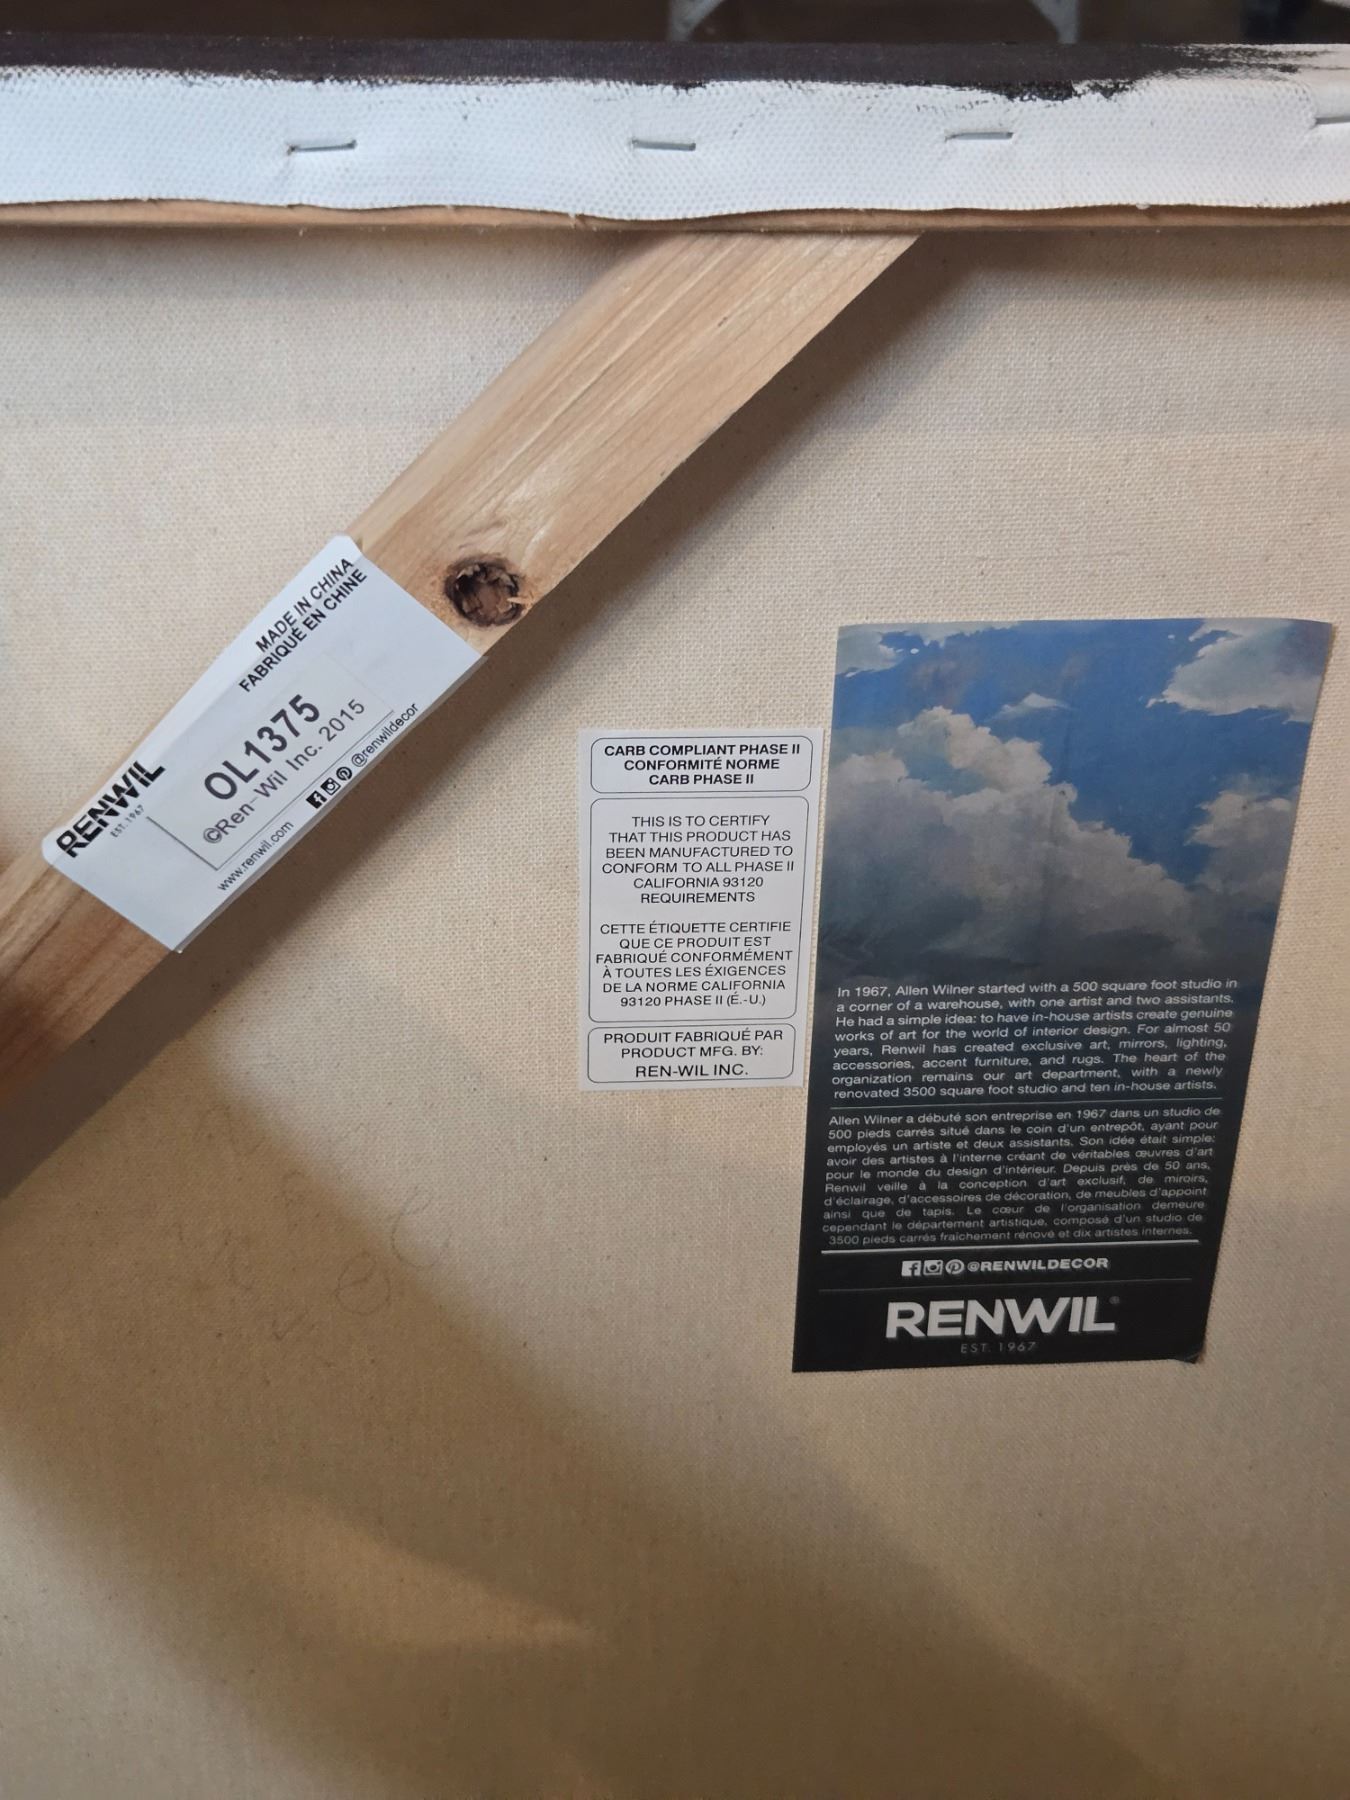 MADE IN CHINA
FABRIQUÉ EN CHINE
RENWIL
EST. 1967
OL1375
©Ren-Wil Inc. 2015
www.renwil.com
@renwildecor
CARB COMPLIANT PHASE II
CONFORMITÉ NORME
CARB PHASE II
THIS IS TO CERTIFY
THAT THIS PRODUCT HAS
BEEN MANUFACTURED TO
CONFORM TO ALL PHASE II
CALIFORNIA 93120
REQUIREMENTS
CETTE ÉTIQUETTE CERTIFIE
QUE CE PRODUIT EST
FABRIQUÉ CONFORMÉMENT
À TOUTES LES ÉXIGENCES
DE LA NORME CALIFORNIA
93120 PHASE II (É.-U.)
PRODUIT FABRIQUÉ PAR
PRODUCT MFG. BY:
REN-WIL INC.
In 1967, Allen Wilner started with a 500 square foot studio in
a corner of a warehouse, with one artist and two assistants.
He had a simple idea: to have in-house artists create genuine
works of art for the world of interior design. For almost 50
years, Renwil has created exclusive art, mirrors, lighting,
accessories, accent furniture, and rugs. The heart of the
organization remains our art department, with a newly
renovated 3500 square foot studio and ten in-house artists.
Allen Wilner a débuté son entreprise en 1967 dans un studio de
500 pieds carrés situé dans le coin d'un entrepôt, ayant pour
employés un artiste et deux assistants. Son idée était simple:
avoir des artistes à l'interne créant de véritables œuvres d'art
pour le monde du design d'intérieur. Depuis près de 50 ans,
Renwil veille à la conception d'art exclusif, de miroirs,
d'éclairage, d'accessoires de décoration, de meubles d'appoint
ainsi que de tapis. Le cœur de l'organisation demeure
cependant le département artistique, composé d'un studio de
3500 pieds carrés fraîchement rénové et dix artistes internes.
@RENWILDECOR
RENWIL®
EST. 1967